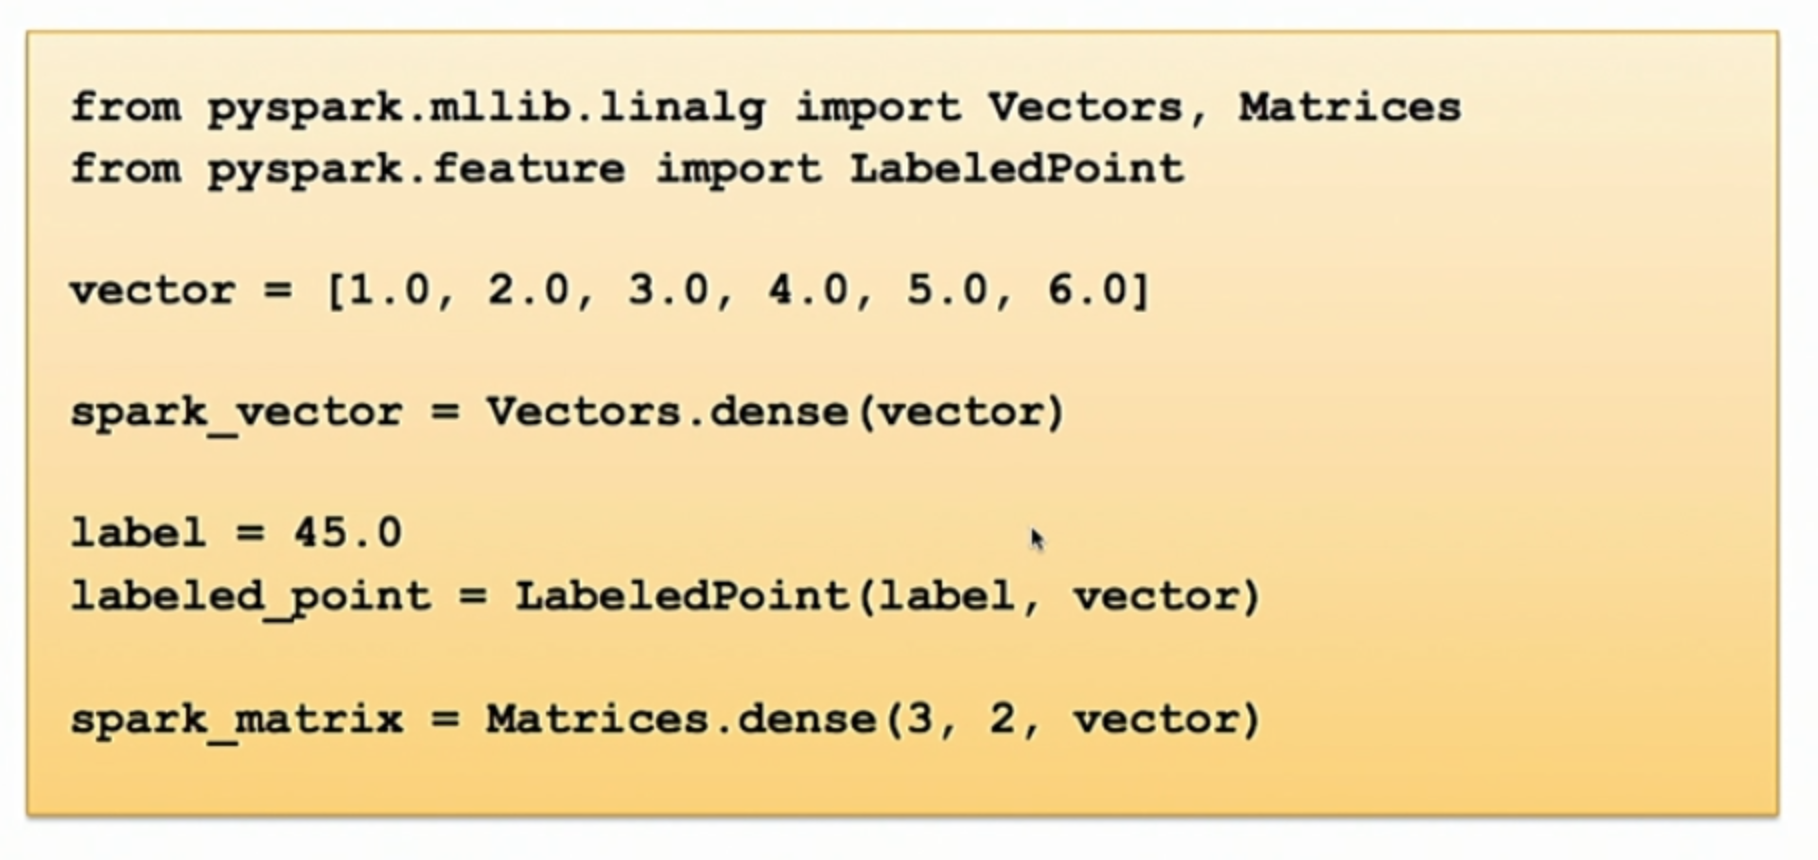 from pyspark.mllib.linalg import Vectors, Matrices
from pyspark.feature import LabeledPoint
vector = [1.0, 2.0, 3.0, 4.0, 5.0, 6.0]
spark_vector = Vectors.dense(vector)
label = 45.0
labeled_point = LabeledPoint(label, vector)
spark_matrix = Matrices.dense(3, 2, vector)